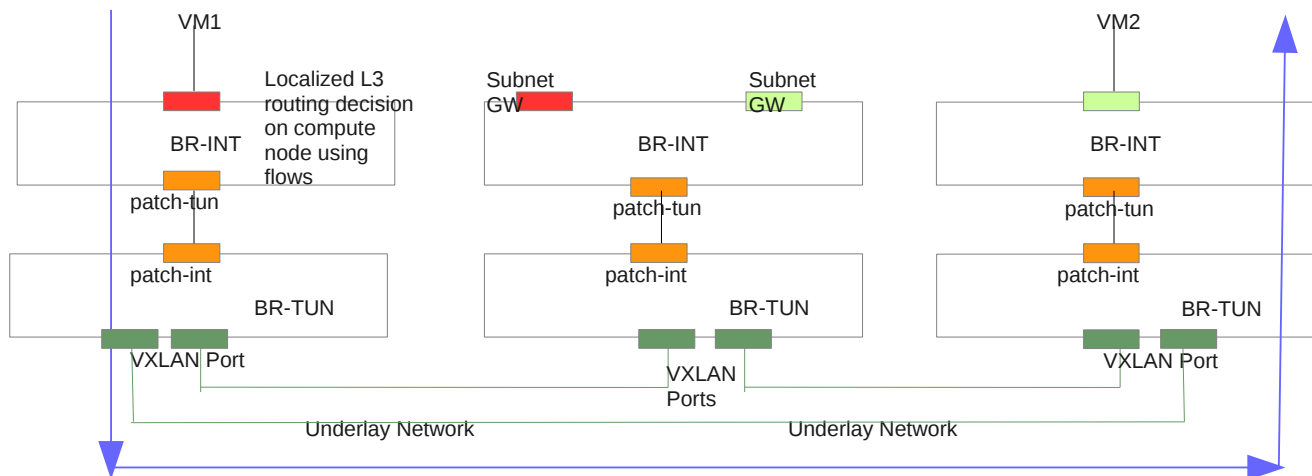 VM1
VM2
Localized L3
routing decision
on compute
node using
flows
Subnet
GW
Subnet
GW
BR-INT
BR-INT
BR-INT
patch-tun
patch-tun
patch-tun
patch-int
patch-int
patch-int
BR-TUN
BR-TUN
BR-TUN
VXLAN Port
VXLAN
Ports
VXLAN Port
Underlay Network
Underlay Network